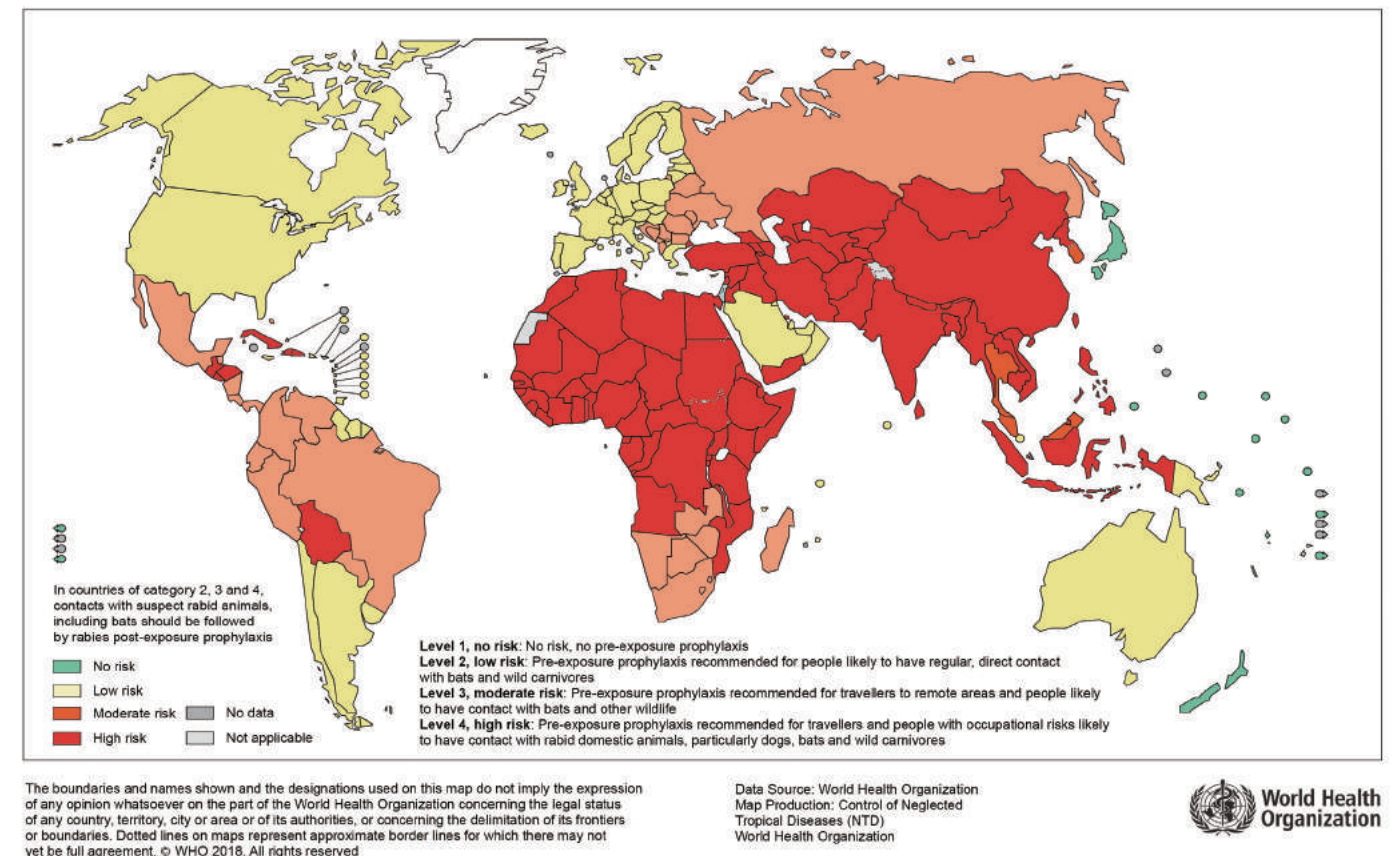 In countries of category 2, 3 and 4,
contacts with suspect rabid animals,
including bats should be followed
by rabies post-exposure prophylaxis
No risk
Low risk
Moderate risk
High risk
No data
Not applicable
Level 1, no risk: No risk, no pre-exposure prophylaxis
Level 2, low risk: Pre-exposure prophylaxis recommended for people likely to have regular, direct contact
with bats and wild carnivores
Level 3, moderate risk: Pre-exposure prophylaxis recommended for travellers to remote areas and people likely
to have contact with bats and other wildlife
Level 4, high risk: Pre-exposure prophylaxis recommended for travellers and people with occupational risks likely
to have contact with rabid domestic animals, particularly dogs, bats and wild carnivores
The boundaries and names shown and the designations used on this map do not imply the expression
of any opinion whatsoever on the part of the World Health Organization concerning the legal status
of any country, territory, city or area or of its authorities, or concerning the delimitation of its frontiers
or boundaries. Dotted lines on maps represent approximate border lines for which there may not
yet be full agreement. © WHO 2018. All rights reserved
Data Source: World Health Organization
Map Production: Control of Neglected
Tropical Diseases (NTD)
World Health Organization
World Health
Organization